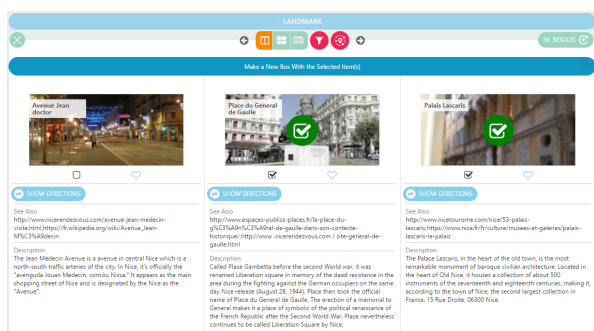 LANDMARK
56 RESULTS
Make a New Box With the Selected Item(s)
Avenue Jean
doctor
SHOW DIRECTIONS
See Also
http://www.nicerendezvous.com/avenue-jean-medecin-
visite.html,https://fr.wikipedia.org/wiki/Avenue_Jean-
M%C3%A9decin
Description
The Jean Médecin Avenue is a avenue in central Nice which is a
north-south traffic arteries of the city. In Nice, it's officially the
"avenguda Jouan Medecin, consou Nissa." It appears as the main
shopping street of Nice and is designated by the Nice as the
"Avenue".
Place du General
de Gaulle
SHOW DIRECTIONS
See Also
http://www.espaces-publics-places.fr/la-place-du-
g%C3%A9n%C3%A9ral-de-gaulle-dans-son-contexte-
historique/,http://www .nicerendezvous.com / site-general-de-
gaulle.html
Description
Called Place Gambetta before the second World war, it was
renamed Liberation square in memory of the dead resistance in the
area during the fighting against the German occupiers on the same
day Nice release (August 28, 1944). Place then took the official
name of Place du General de Gaulle. The erection of a memorial to
General makes it a place of symbolic of the political renaissance of
the French Republic after the Second World War. Place nevertheless
continues to be called Liberation Square by Nice,
Palais Lascaris
SHOW DIRECTIONS
See Also
http://www.nicetourisme.com/nice/53-palais-
lascaris,https://www.nice.fr/fr/culture/musees-et-galeries/palais-
lascaris-le-palais
Description
The Palace Lascaris, in the heart of the old town, is the most
remarkable monument of baroque civilian architecture. Located in
the heart of Old Nice, it houses a collection of about 500
instruments of the seventeenth and eighteenth centuries, making it,
according to the town of Nice, the second largest collection in
France. 15 Rue Droite, 06300 Nice